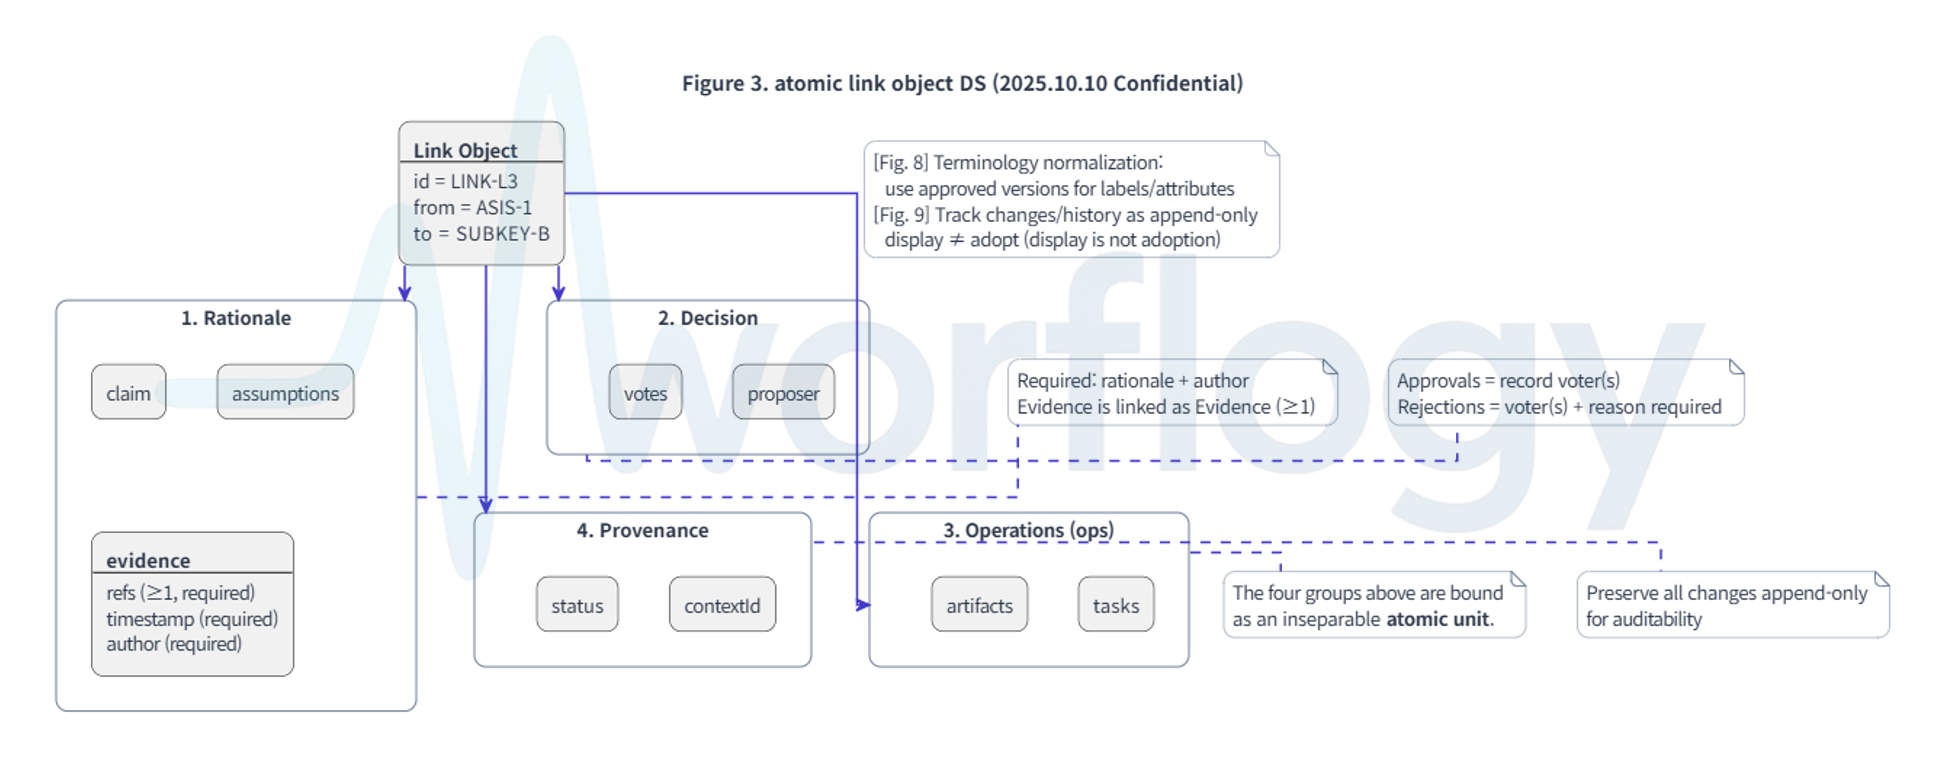 Figure 3. atomic link object DS (2025.10.10 Confidential)
Link Object
id = LINK-L3
from = ASIS-1
to = SUBKEY-B
[Fig. 8] Terminology normalization:
use approved versions for labels/attributes
[Fig. 9] Track changes/history as append-only
display ≠ adopt (display is not adoption)
1. Rationale
claim
assumptions
evidence
refs (≥1, required)
timestamp (required)
author (required)
2. Decision
votes
proposer
Required: rationale + author
Evidence is linked as Evidence (≥1)
Approvals = record voter(s)
Rejections = voter(s) + reason required
4. Provenance
status
contextId
3. Operations (ops)
artifacts
tasks
The four groups above are bound
as an inseparable atomic unit.
Preserve all changes append-only
for auditability
worflogy